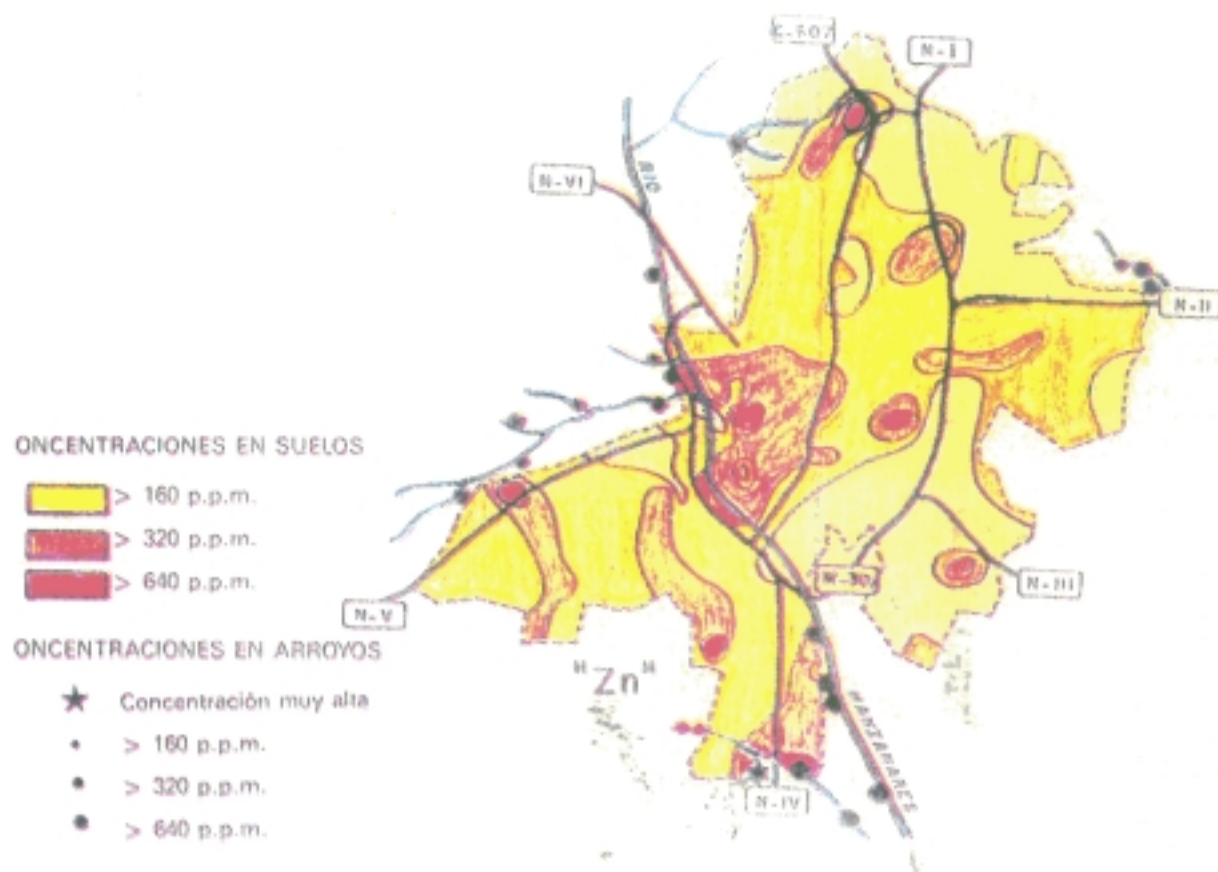 C-607
N-I
N-VI
RIO
N-II
ONCENTRACIONES EN SUELOS
> 160 p.p.m.
> 320 p.p.m.
> 640 p.p.m.
N-III
N-V
ONCENTRACIONES EN ARROYOS
"Zn"
Concentración muy alta
> 160 p.p.m.
> 320 p.p.m.
> 640 p.p.m.
MANZANARES
N-IV